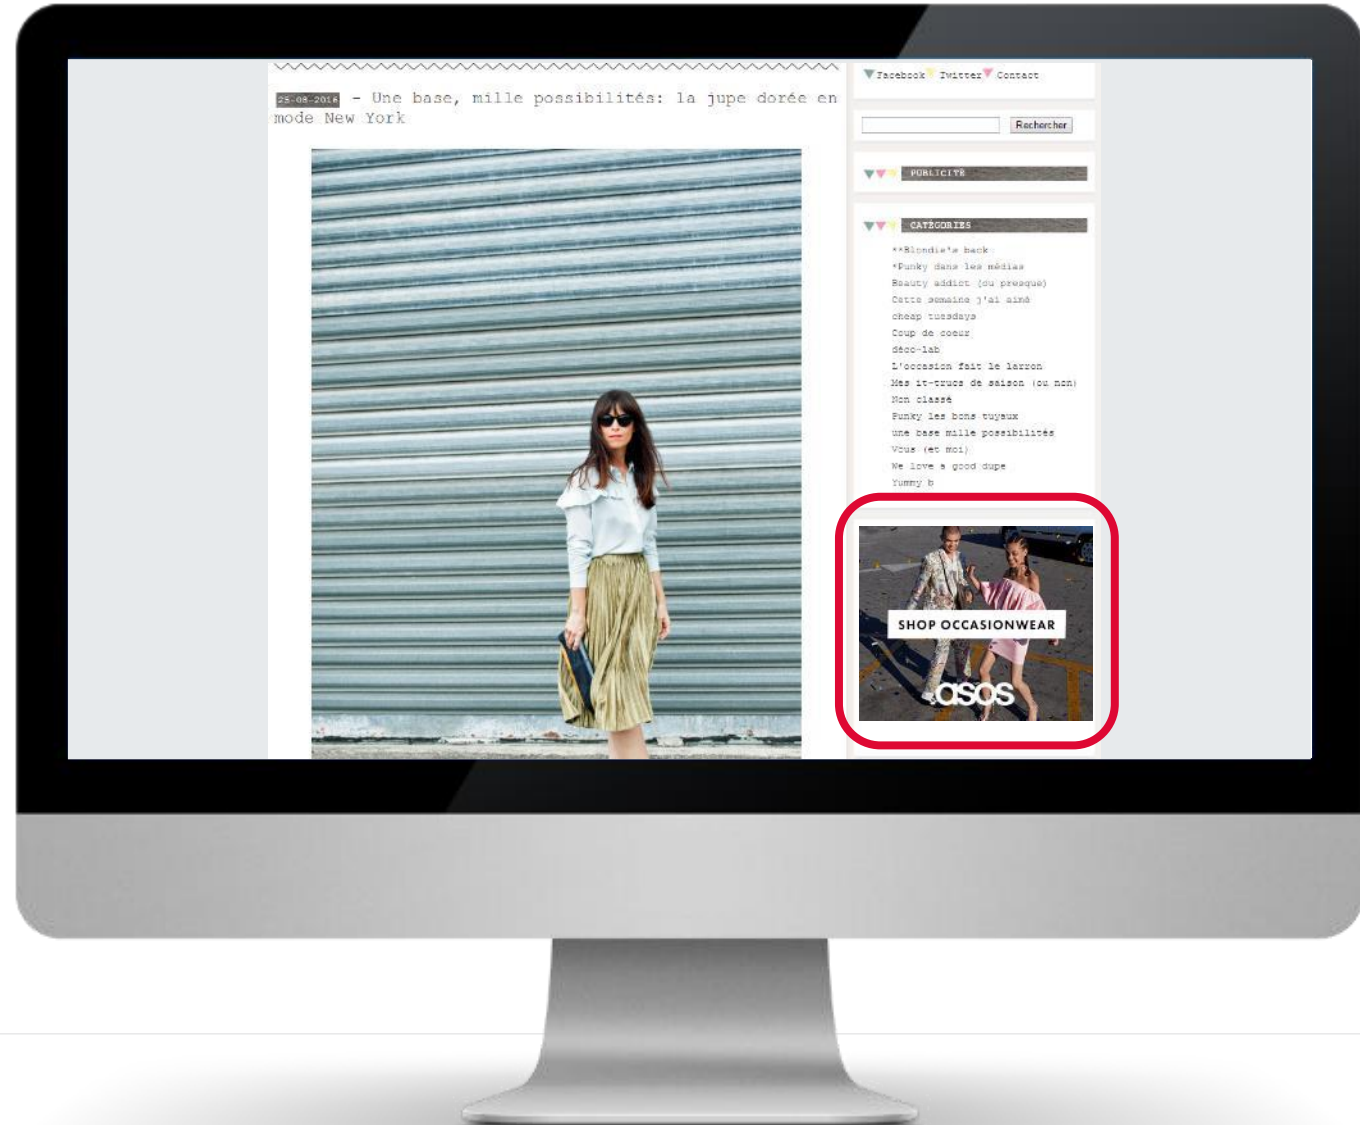 25-08-2016 - Une base, mille possibilités: la jupe dorée en
mode New York
Facebook Twitter Contact
Rechercher
PUBLICITÉ
CATÉGORIES
**Blondie's back
*Punky dans les médias
Beauty addict (ou presque)
Cette semaine j'ai aimé
cheap tuesdays
Coup de coeur
déco-lab
L'occasion fait le larron
Mes it-trucs de saison (ou non)
Non classé
Punky les bons tuyaux
une base mille possibilités
Vous (et moi)
We love a good dupe
Yummy b
SHOP OCCASIONWEAR
asos